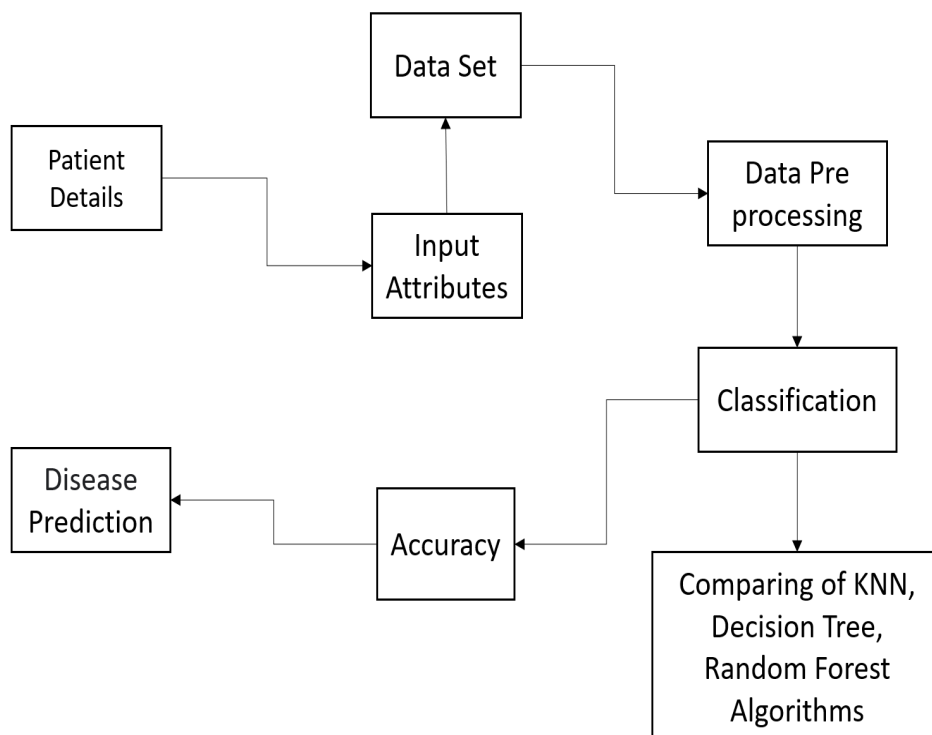 Data Set
Patient
Details
Input
Attributes
Data Pre
processing
Classification
Disease
Prediction
Accuracy
Comparing of KNN,
Decision Tree,
Random Forest
Algorithms